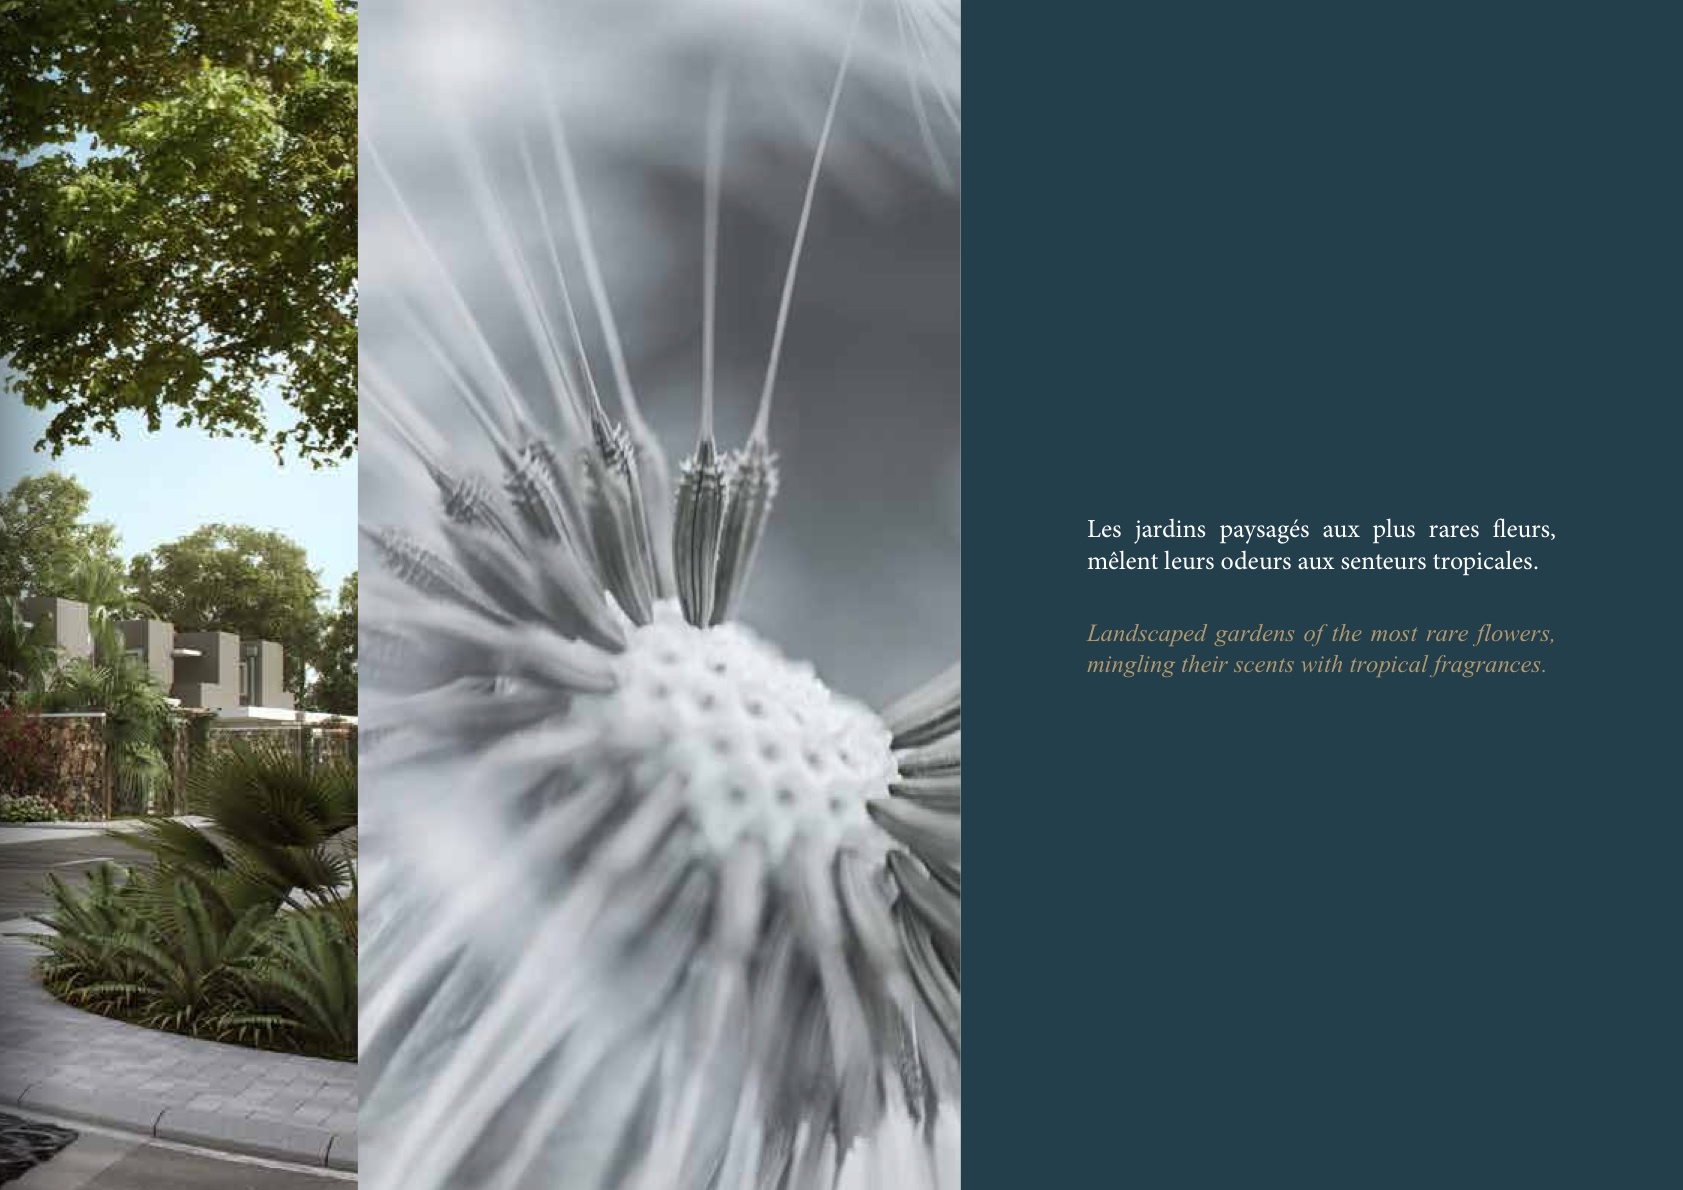 Les jardins paysagés aux plus rares fleurs,
mêlent leurs odeurs aux senteurs tropicales.
Landscaped gardens of the most rare flowers,
mingling their scents with tropical fragrances.